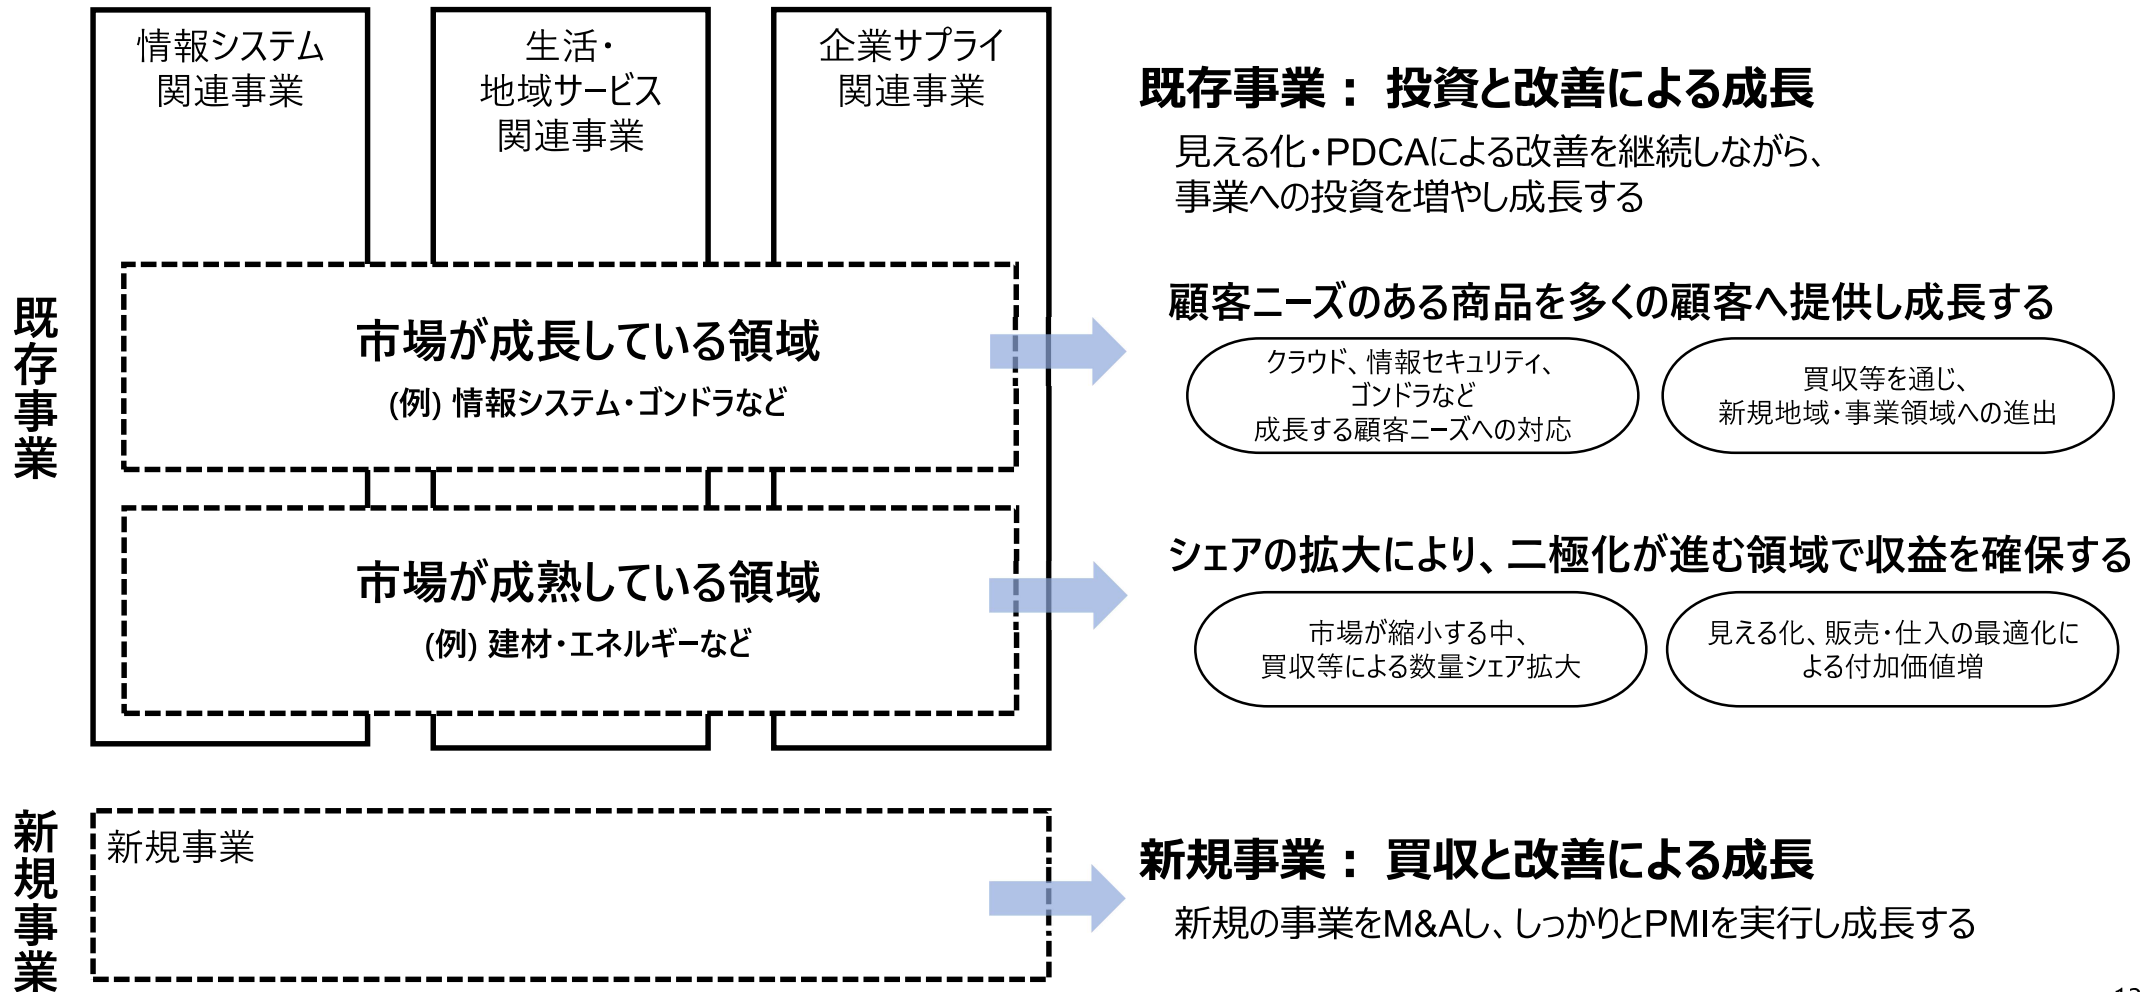 情報システム
関連事業
生活・
地域サービス
関連事業
企業サプライ
関連事業
既存事業
市場が成長している領域
(例) 情報システム・ゴンドラなど
市場が成熟している領域
(例) 建材・エネルギーなど
既存事業： 投資と改善による成長
見える化・PDCAによる改善を継続しながら、
事業への投資を増やし成長する
顧客ニーズのある商品を多くの顧客へ提供し成長する
クラウド、情報セキュリティ、
ゴンドラなど
成長する顧客ニーズへの対応
買収等を通じ、
新規地域・事業領域への進出
シェアの拡大により、二極化が進む領域で収益を確保する
市場が縮小する中、
買収等による数量シェア拡大
見える化、販売・仕入の最適化に
よる付加価値増
新規事業
新規事業
新規事業： 買収と改善による成長
新規の事業をM&Aし、しっかりとPMIを実行し成長する